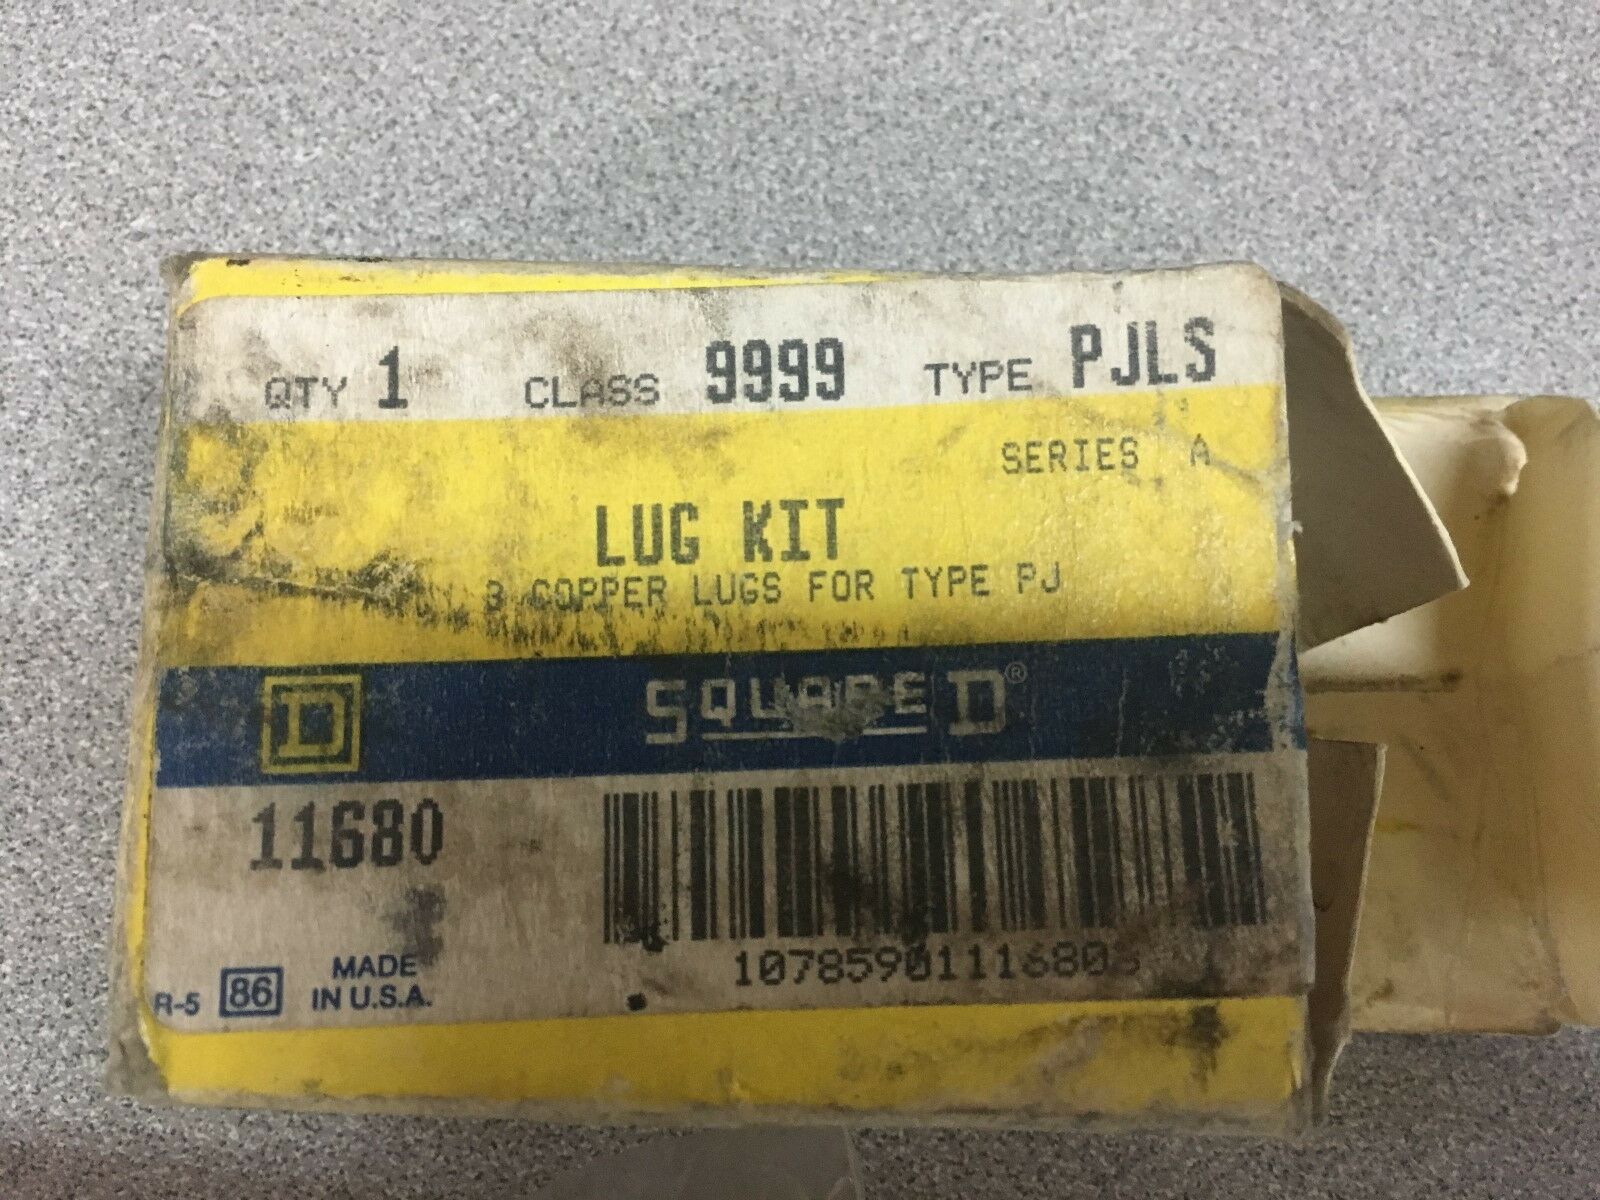 QTY 1 CLASS 9999 TYPE PJLS
SERIES A
LUG KIT
3 COPPER LUGS FOR TYPE PJ
D SQUARE D®
11680
R-5 86 MADE IN U.S.A.